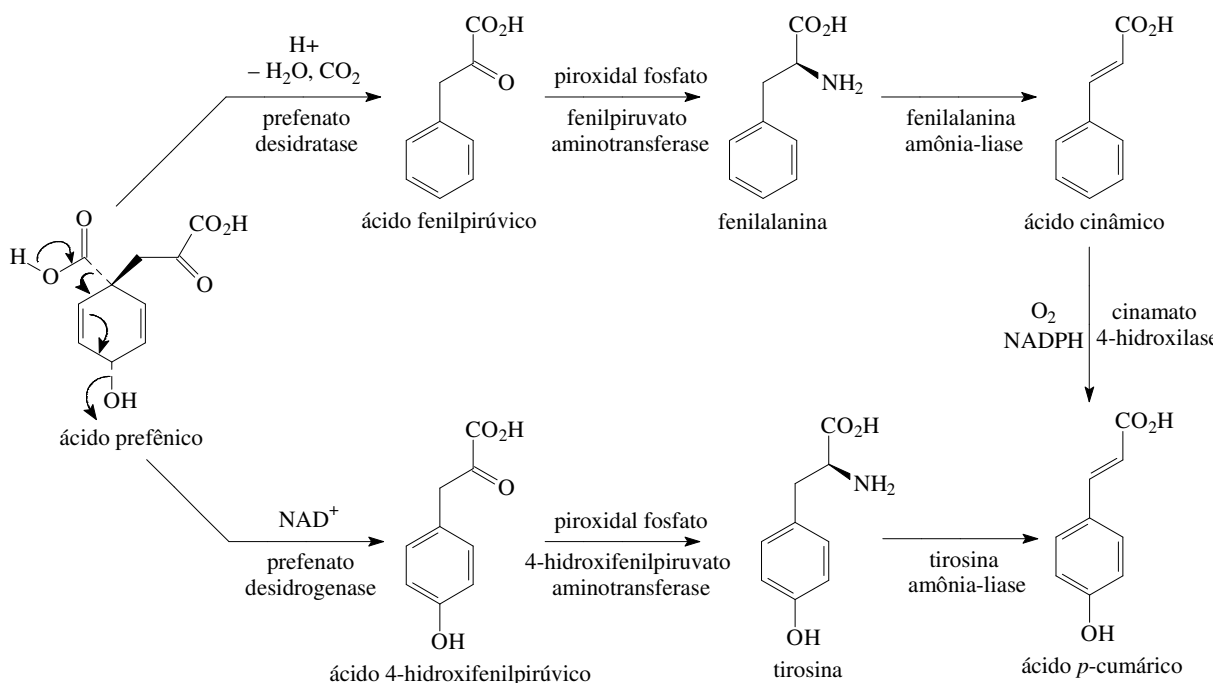 CO₂H
H+
– H₂O, CO₂
prefenato
desidratase
O
ácido fenilpirúvico
piroxidal fosfato
fenilpiruvato
aminotransferase
CO₂H
NH₂
fenilalanina
fenilalanina
amônia-liase
CO₂H
ácido cinâmico
O
H
O
CO₂H
O
OH
ácido prefênico
O₂
NADPH
cinamato
4-hidroxilase
NAD⁺
prefenato
desidrogenase
CO₂H
O
OH
ácido 4-hidroxifenilpirúvico
piroxidal fosfato
4-hidroxifenilpiruvato
aminotransferase
CO₂H
NH₂
OH
tirosina
tirosina
amônia-liase
CO₂H
OH
ácido p-cumárico